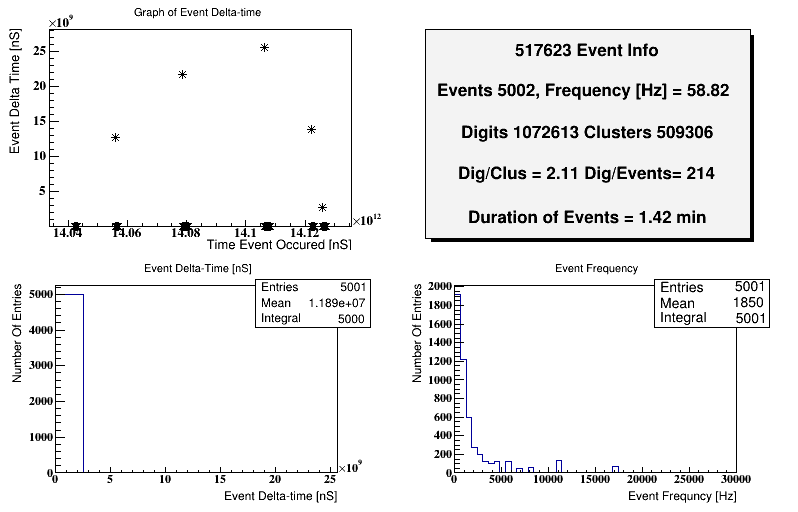 Graph of Event Delta-time
×10⁹
Event Delta Time [nS]
25
20
15
10
5
14.04 14.06 14.08 14.1 14.12
×10¹²
Time Event Occured [nS]
517623 Event Info
Events 5002, Frequency [Hz] = 58.82
Digits 1072613 Clusters 509306
Dig/Clus = 2.11 Dig/Events= 214
Duration of Events = 1.42 min
Event Delta-Time [nS]
Entries 5001
Mean 1.189e+07
Integral 5000
Number Of Entries
5000
4000
3000
2000
1000
0
0 5 10 15 20 25
×10⁹
Event Delta-time [nS]
Event Frequency
Entries 5001
Mean 1850
Integral 5001
Number Of Entries
2000
1800
1600
1400
1200
1000
800
600
400
200
0
0 5000 10000 15000 20000 25000 30000
Event Frequncy [Hz]